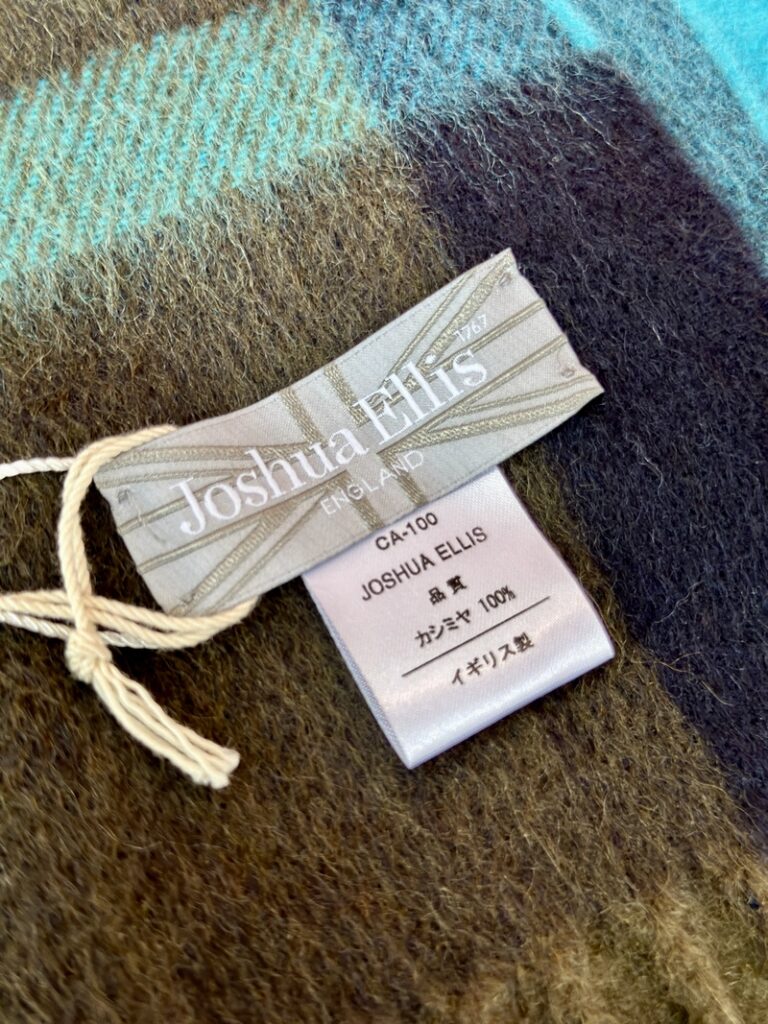 1767
Joshua Ellis
ENGLAND
CA-100
JOSHUA ELLIS
品質
カシミヤ 100%
イギリス製